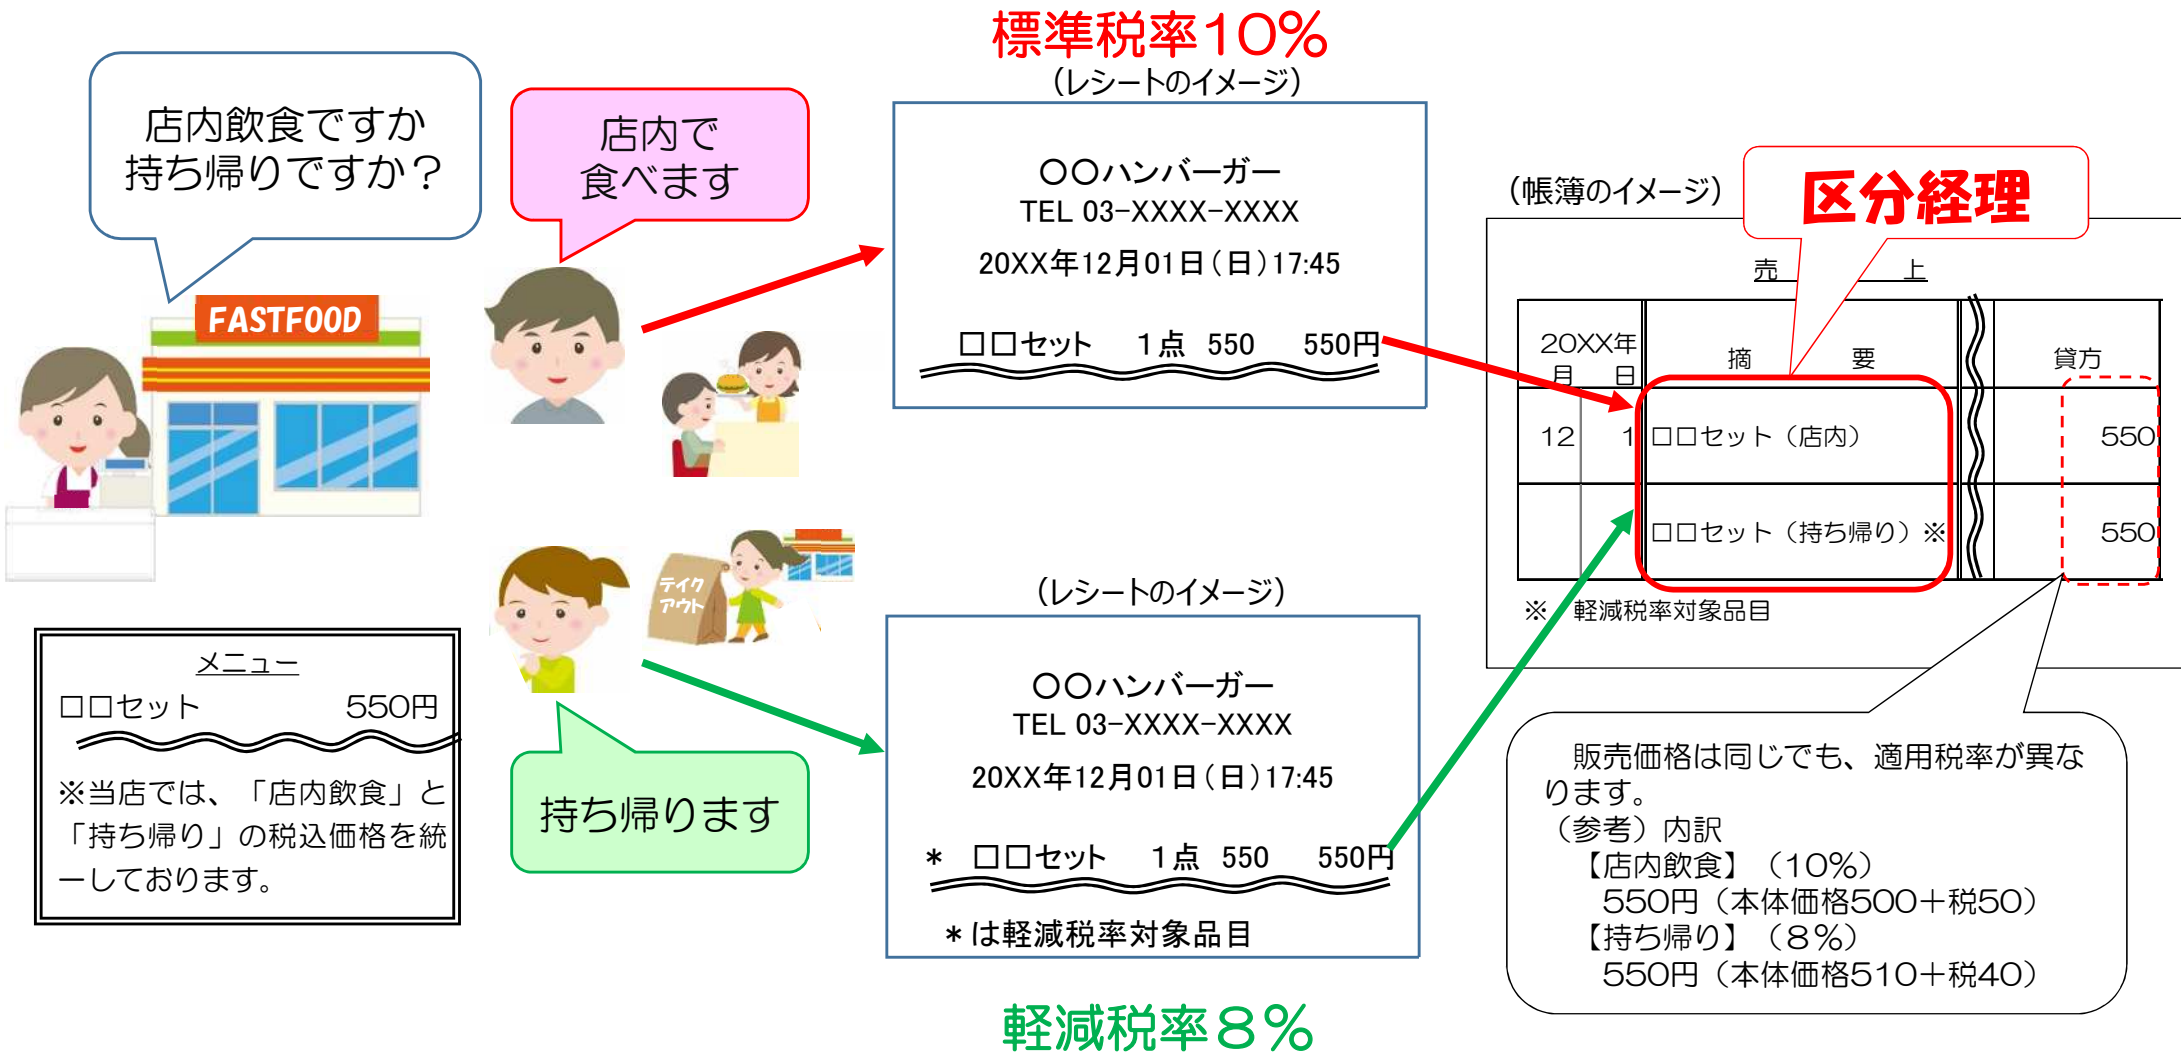 標準税率10%
(レシートのイメージ)
店内飲食ですか
持ち帰りですか?
店内で
食べます
FASTFOOD
〇〇ハンバーガー
TEL 03-XXXX-XXXX
20XX年12月01日(日)17:45
□□セット 1点 550 550円
(帳簿のイメージ)
区分経理
売 上
20XX年
月 日
摘 要
貸方
12 1 □□セット(店内) 550
□□セット(持ち帰り)※ 550
※ 軽減税率対象品目
テイク
アウト
メニュー
□□セット 550円
※当店では、「店内飲食」と
「持ち帰り」の税込価格を統
一しております。
持ち帰ります
(レシートのイメージ)
〇〇ハンバーガー
TEL 03-XXXX-XXXX
20XX年12月01日(日)17:45
* □□セット 1点 550 550円
*は軽減税率対象品目
軽減税率8%
販売価格は同じでも、適用税率が異な
ります。
(参考)内訳
【店内飲食】(10%)
550円(本体価格500+税50)
【持ち帰り】(8%)
550円(本体価格510+税40)